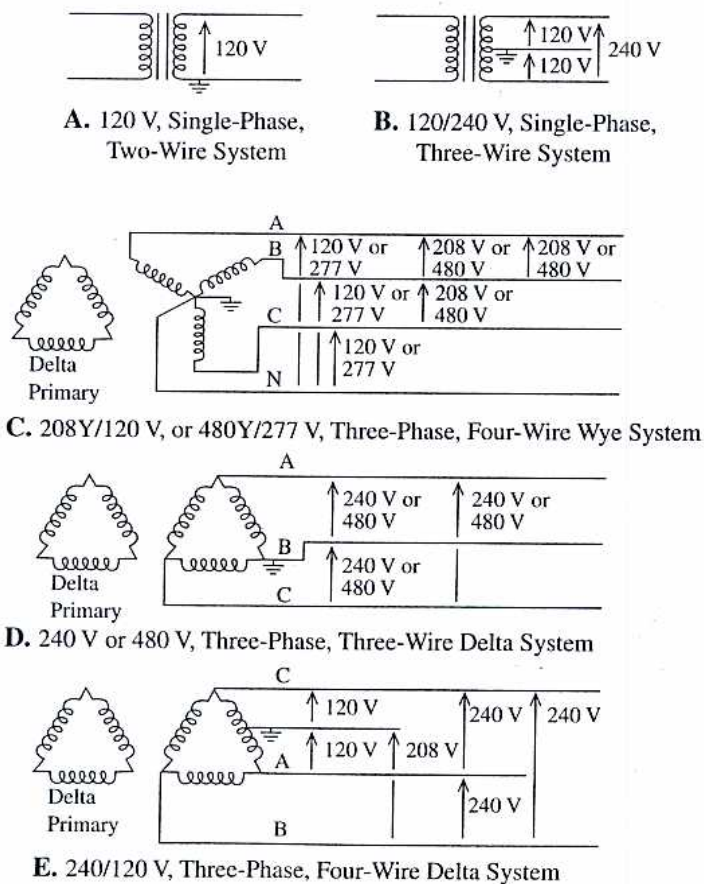 120 V
120 V
240 V
120 V
A. 120 V, Single-Phase,
Two-Wire System
B. 120/240 V, Single-Phase,
Three-Wire System
A
B
120 V or
277 V
208 V or
480 V
208 V or
480 V
120 V or
277 V
208 V or
480 V
C
120 V or
277 V
N
Delta
Primary
C. 208Y/120 V, or 480Y/277 V, Three-Phase, Four-Wire Wye System
A
240 V or
480 V
240 V or
480 V
B
240 V or
480 V
C
Delta
Primary
D. 240 V or 480 V, Three-Phase, Three-Wire Delta System
C
120 V
240 V
240 V
120 V
208 V
A
240 V
B
Delta
Primary
E. 240/120 V, Three-Phase, Four-Wire Delta System